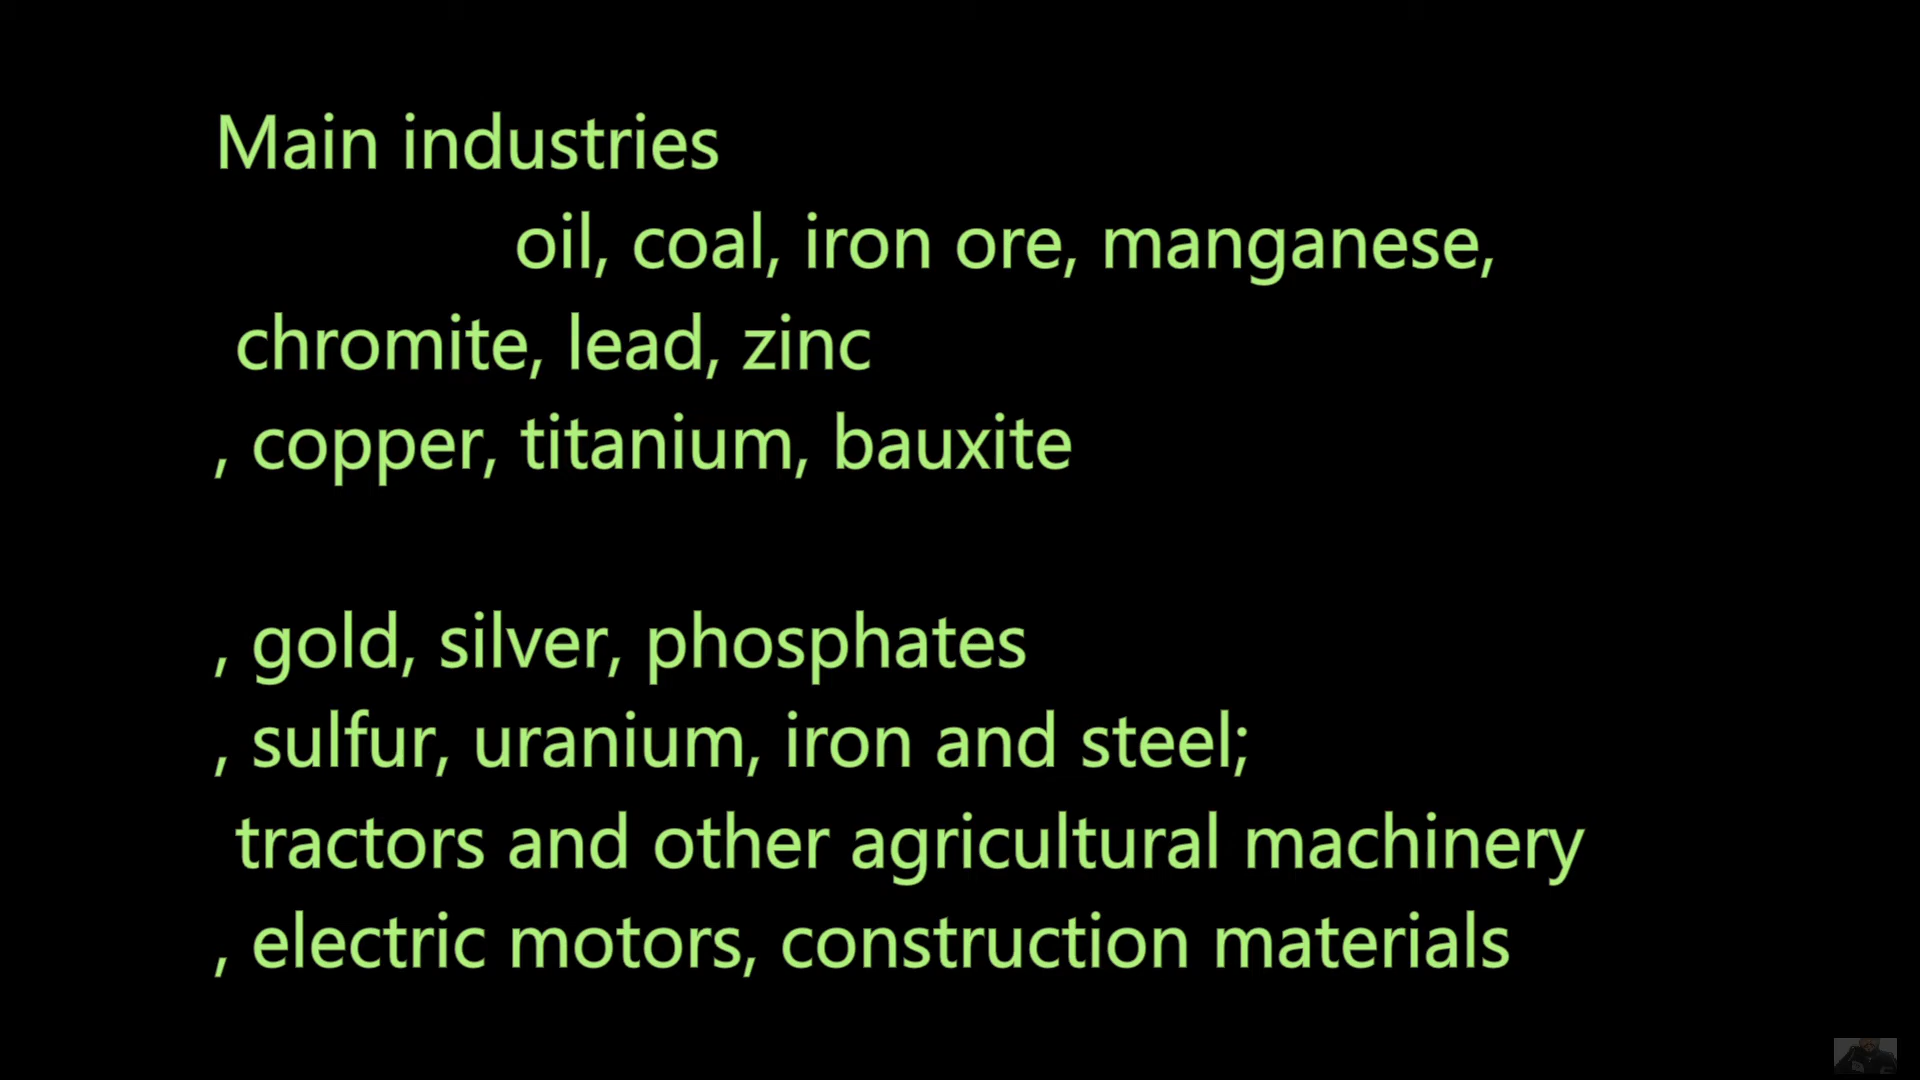 Main industries
oil, coal, iron ore, manganese,
chromite, lead, zinc
, copper, titanium, bauxite
, gold, silver, phosphates
, sulfur, uranium, iron and steel;
tractors and other agricultural machinery
, electric motors, construction materials